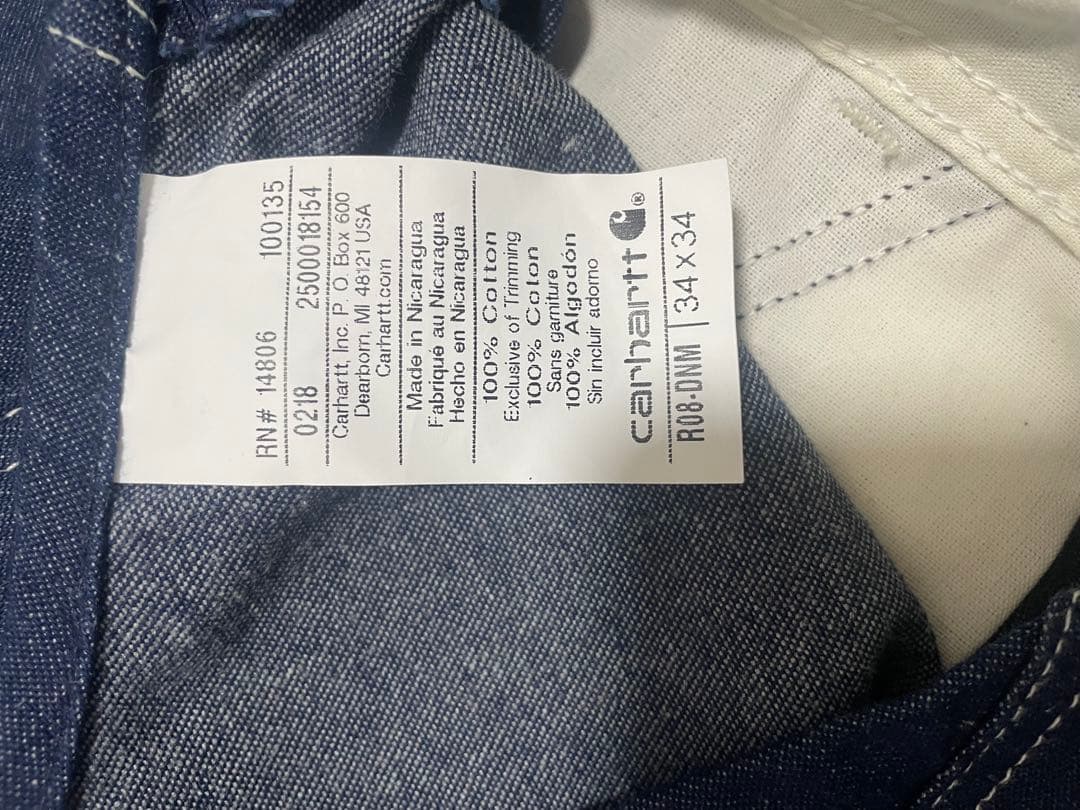 carhartt ®
R08-DNM | 34 x 34
100% Cotton
Exclusive of Trimming
100% Coton
Sans garniture
100% Algodón
Sin incluir adorno
Made in Nicaragua
Fabriqué au Nicaragua
Hecho en Nicaragua
Carhartt, Inc. P. O. Box 600
Dearborn, MI 48121 USA
Carhartt.com
0218 2500018154
RN# 14806 100135